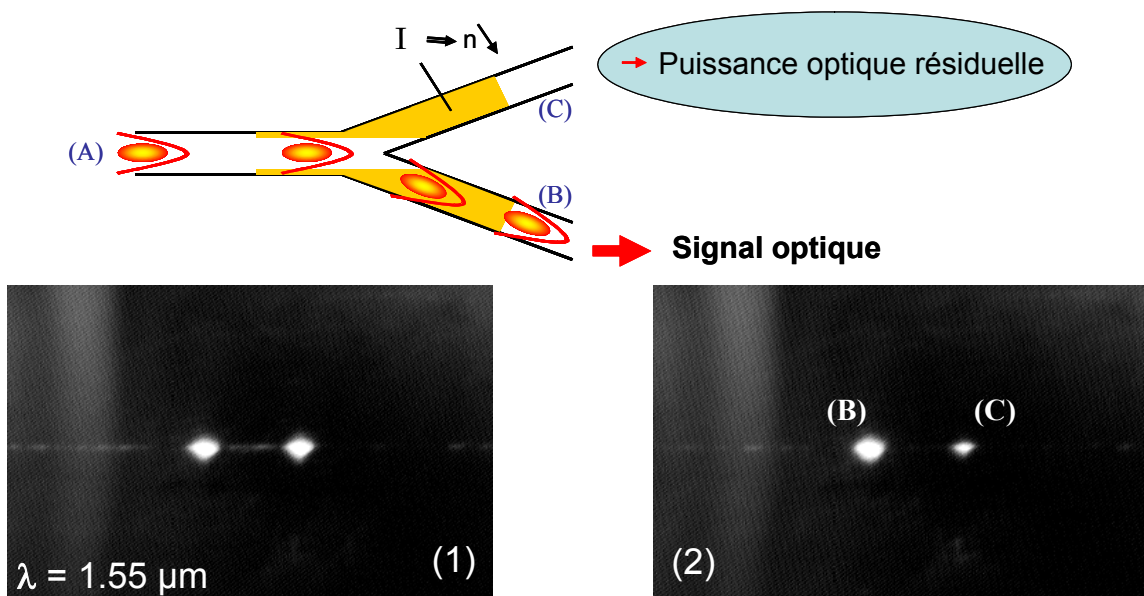 I ⇒ n ↘
→ Puissance optique résiduelle
(C)
(A)
(B)
Signal optique
(B)
(C)
λ = 1.55 µm
(1)
(2)